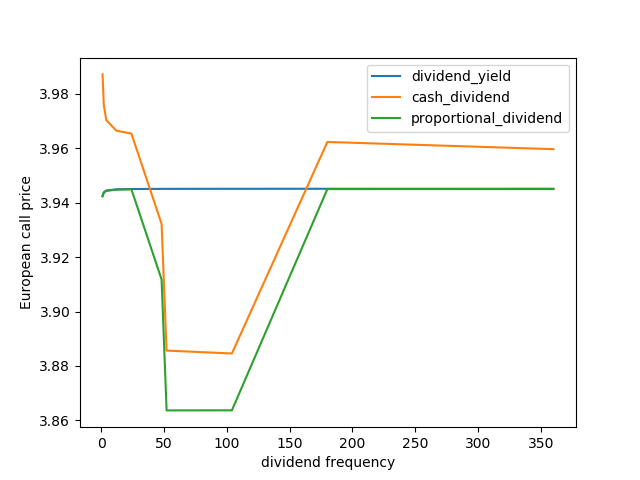 dividend_yield
cash_dividend
proportional_dividend
3.98
3.96
3.94
3.92
3.90
3.88
3.86
European call price
0 50 100 150 200 250 300 350
dividend frequency